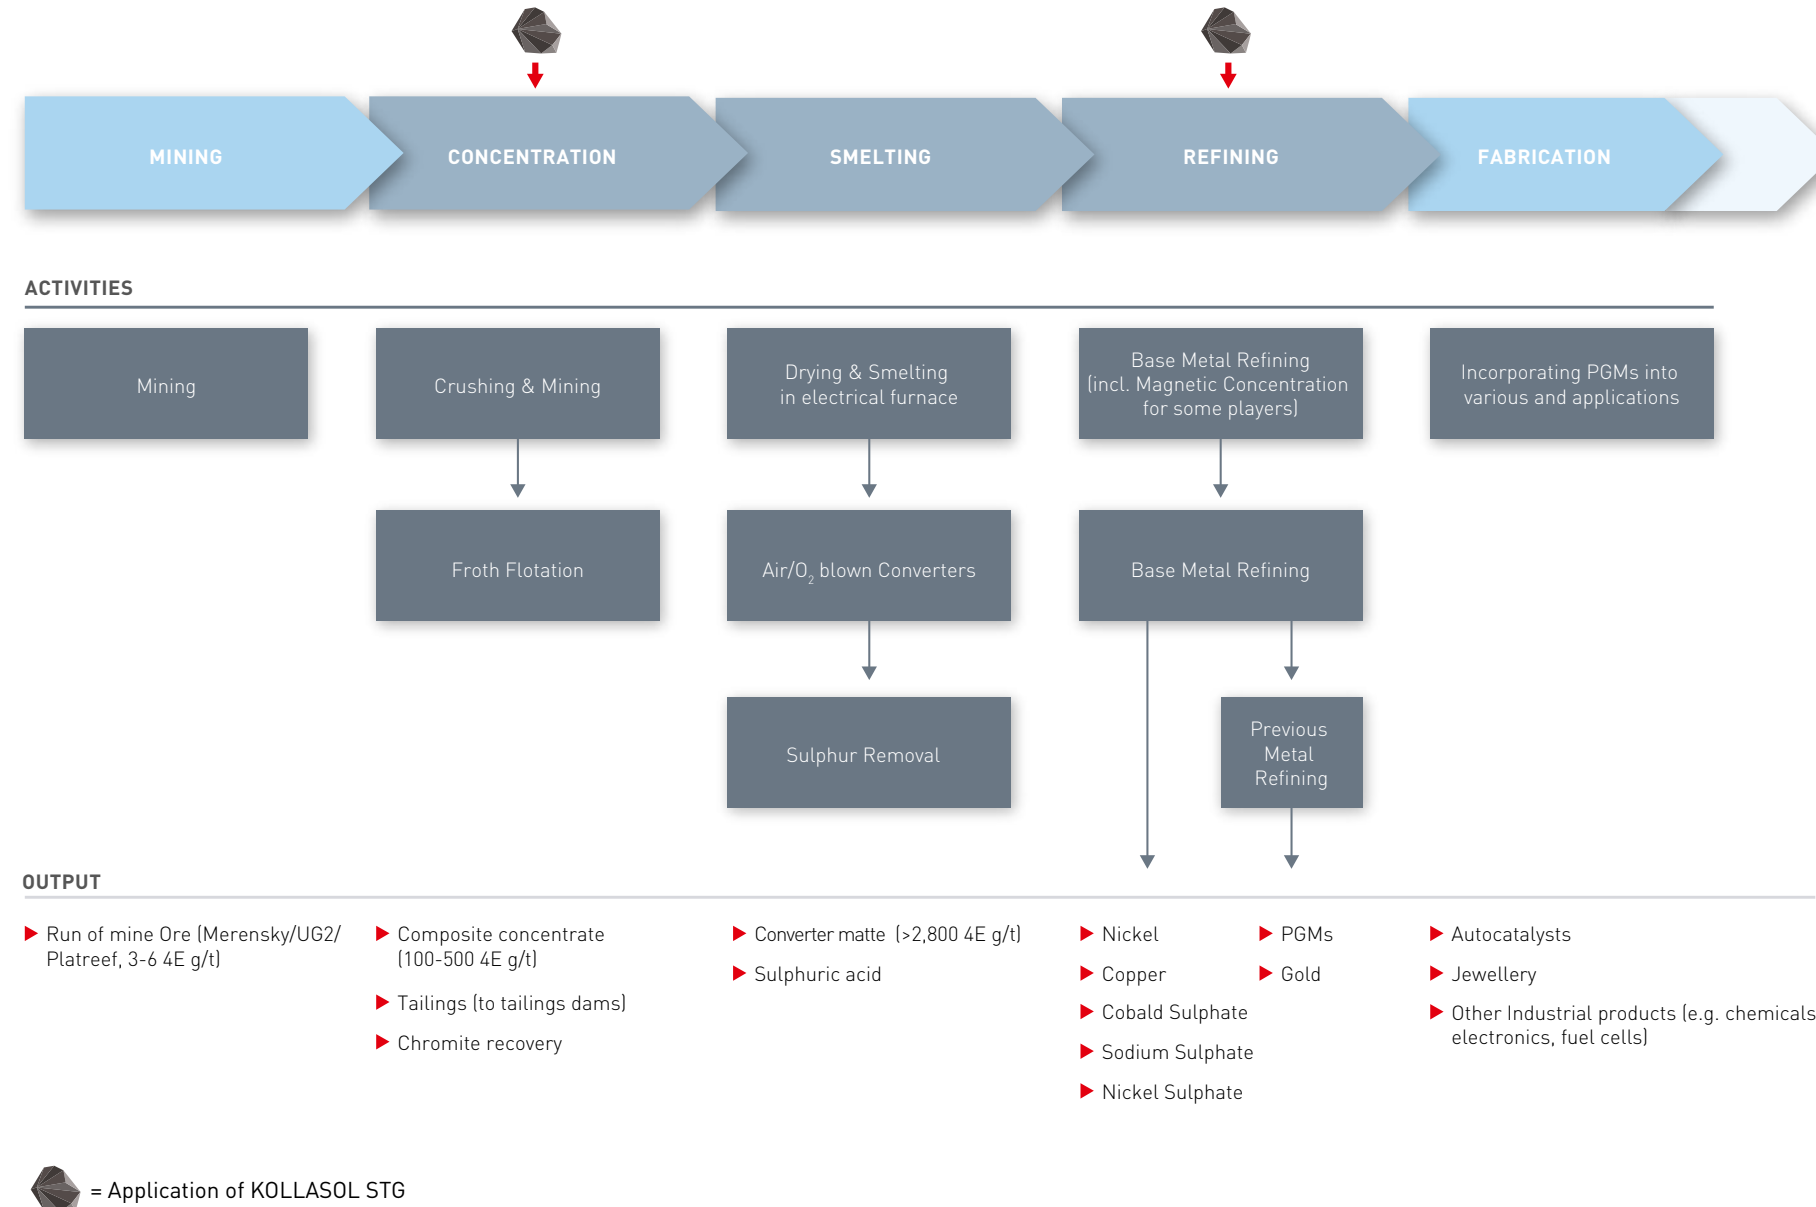 MINING
CONCENTRATION
SMELTING
REFINING
FABRICATION
ACTIVITIES
Mining
Crushing & Mining
Drying & Smelting
in electrical furnace
Base Metal Refining
(incl. Magnetic Concentration
for some players)
Incorporating PGMs into
various and applications
Froth Flotation
Air/O₂ blown Converters
Base Metal Refining
Sulphur Removal
Previous
Metal
Refining
OUTPUT
Run of mine Ore (Merensky/UG2/
Platreef, 3-6 4E g/t)
Composite concentrate
(100-500 4E g/t)
Tailings (to tailings dams)
Chromite recovery
Converter matte (>2,800 4E g/t)
Sulphuric acid
Nickel
Copper
Cobald Sulphate
Sodium Sulphate
Nickel Sulphate
PGMs
Gold
Autocatalysts
Jewellery
Other Industrial products (e.g. chemicals
electronics, fuel cells)
= Application of KOLLASOL STG